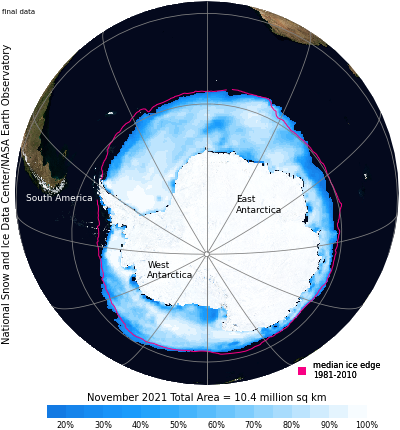 final data
National Snow and Ice Data Center/NASA Earth Observatory
South America
East
Antarctica
West
Antarctica
median ice edge
1981-2010
November 2021 Total Area = 10.4 million sq km
20% 30% 40% 50% 60% 70% 80% 90% 100%